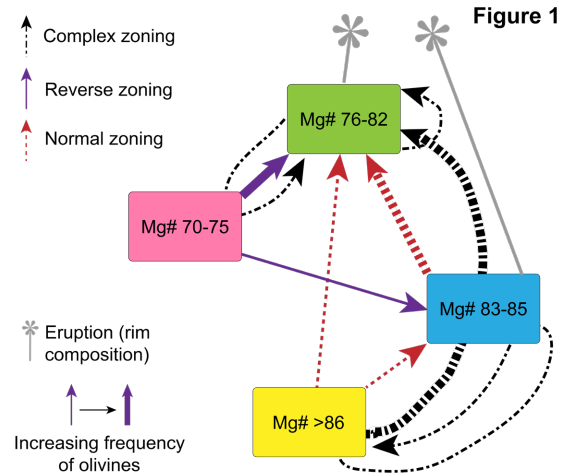 Figure 1
Complex zoning
Reverse zoning
Normal zoning
Mg# 76-82
Mg# 70-75
Mg# 83-85
Mg# >86
Eruption (rim
composition)
Increasing frequency
of olivines